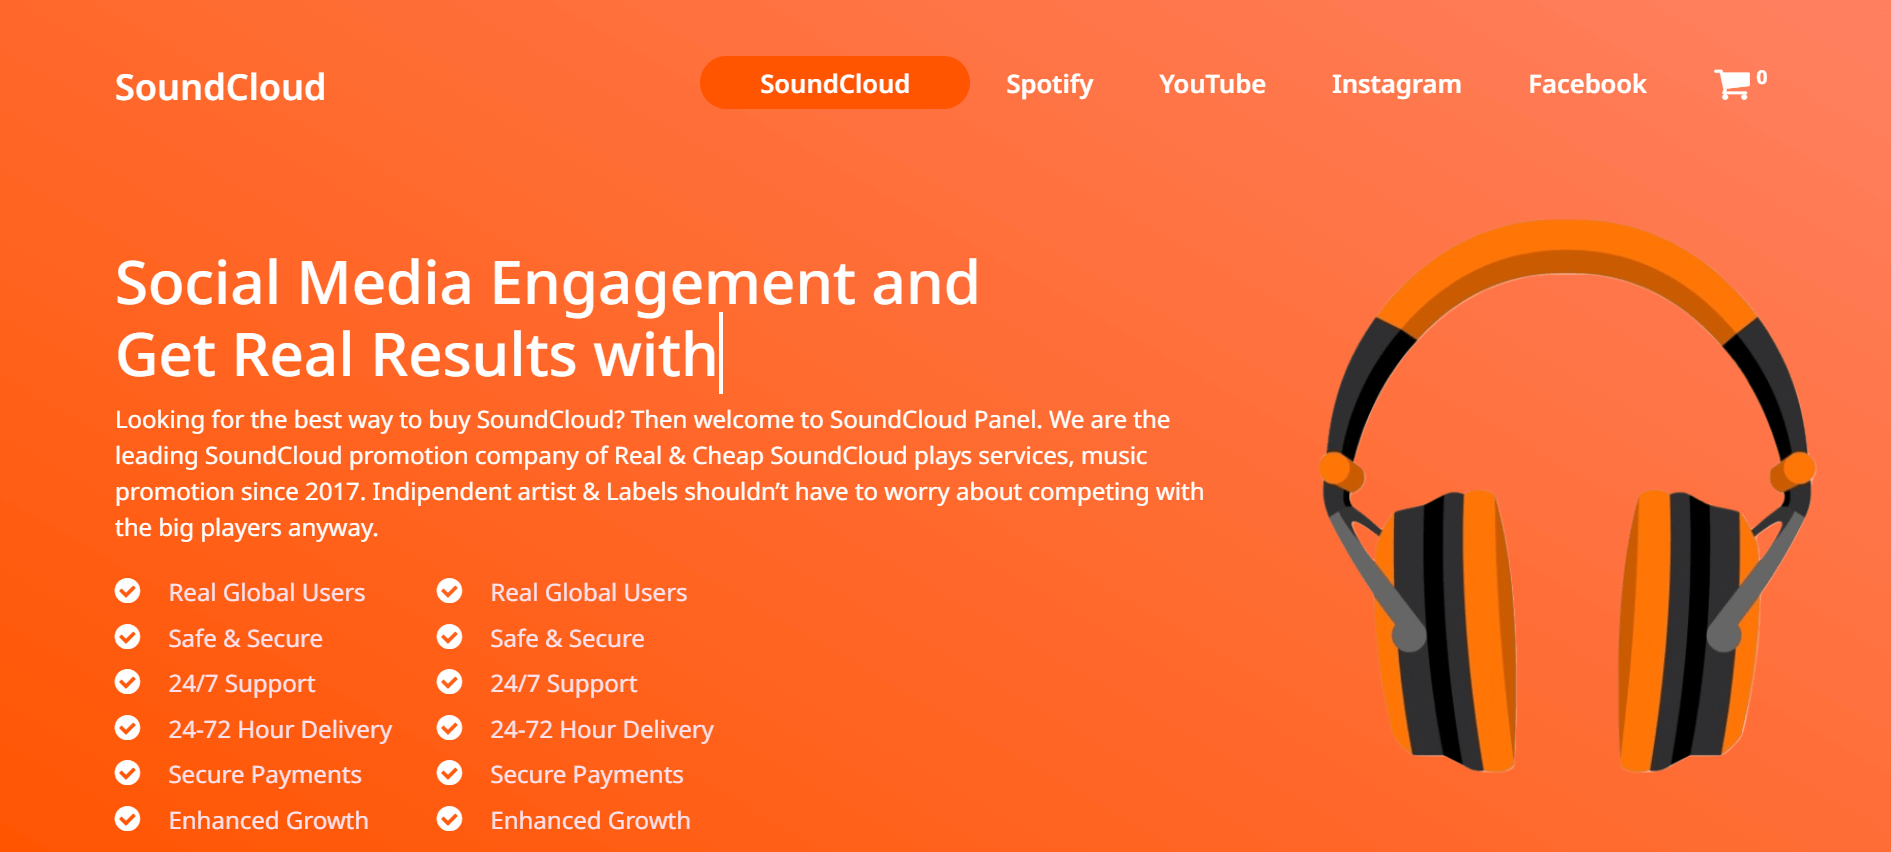 SoundCloud
SoundCloud Spotify YouTube Instagram Facebook 0
Social Media Engagement and
Get Real Results with
Looking for the best way to buy SoundCloud? Then welcome to SoundCloud Panel. We are the
leading SoundCloud promotion company of Real & Cheap SoundCloud plays services, music
promotion since 2017. Indipendent artist & Labels shouldn’t have to worry about competing with
the big players anyway.
Real Global Users
Safe & Secure
24/7 Support
24-72 Hour Delivery
Secure Payments
Enhanced Growth
Real Global Users
Safe & Secure
24/7 Support
24-72 Hour Delivery
Secure Payments
Enhanced Growth